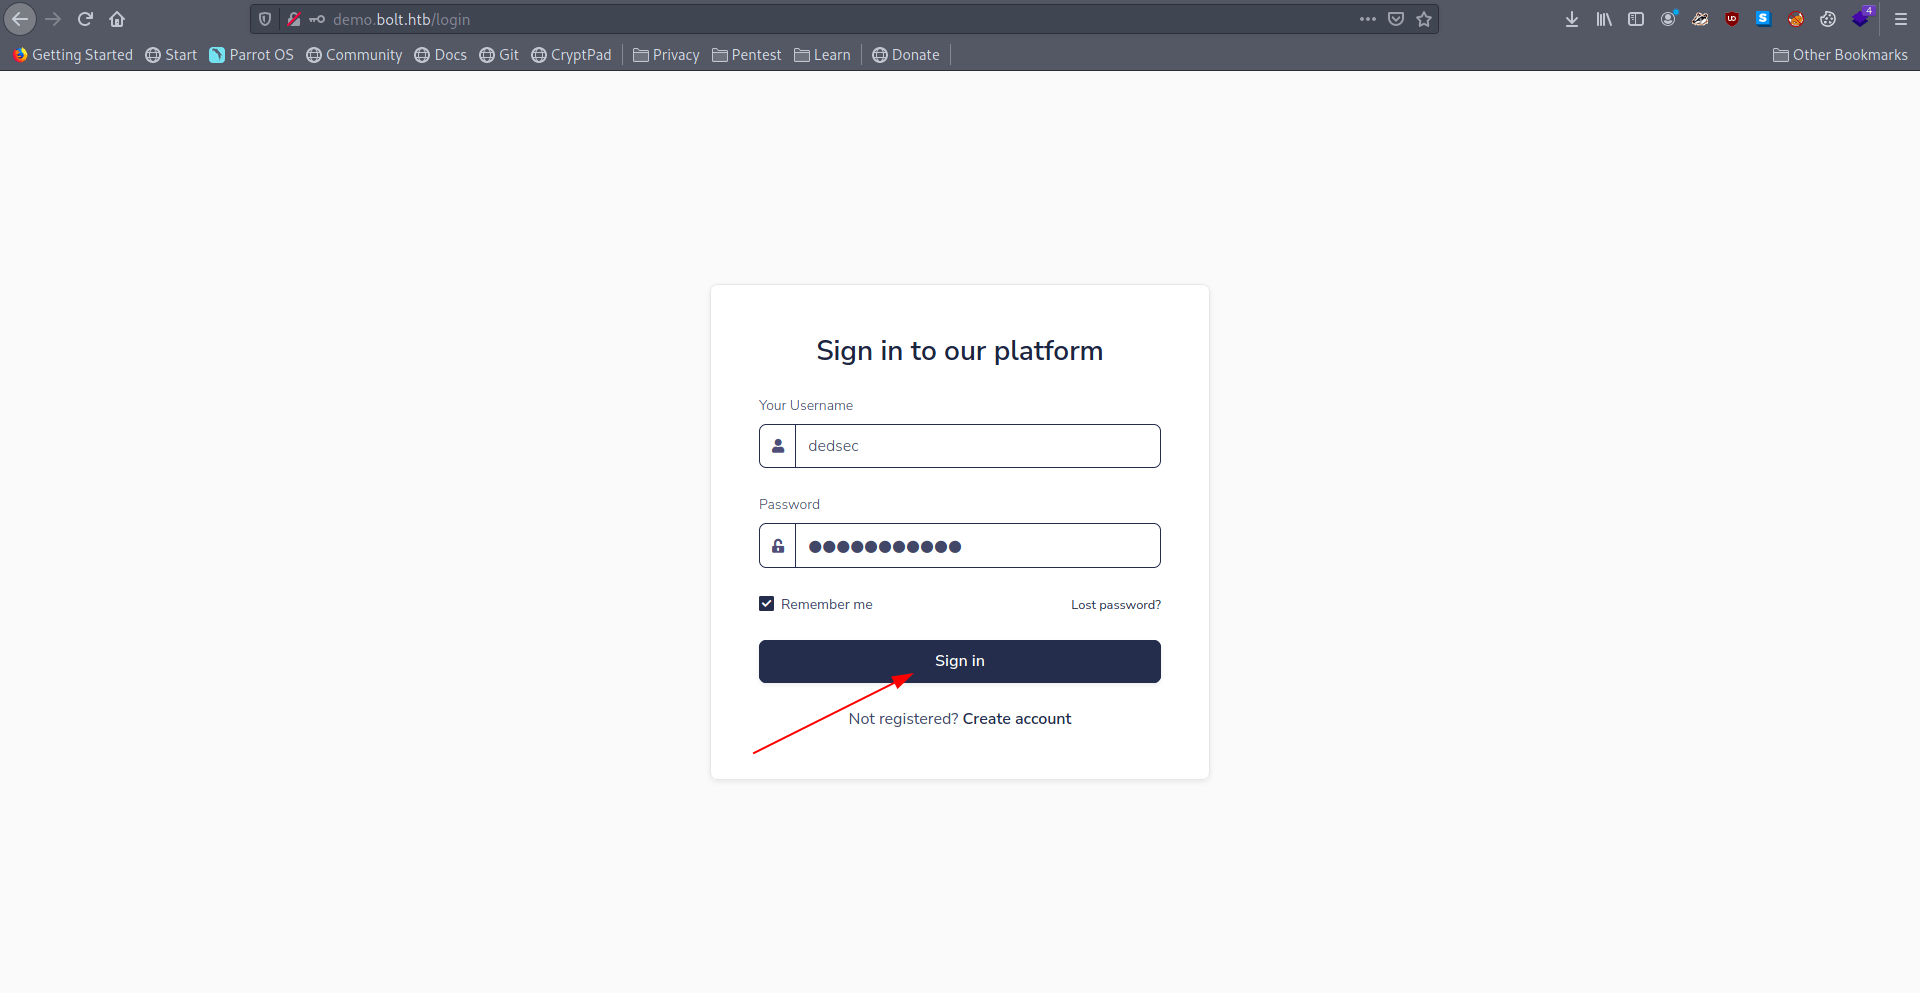 demo.bolt.htb/login
4
Getting Started Start Parrot OS Community Docs Git CryptPad Privacy Pentest Learn Donate Other Bookmarks
Sign in to our platform
Your Username
dedsec
Password
●●●●●●●●●●●
Remember me Lost password?
Sign in
Not registered? Create account